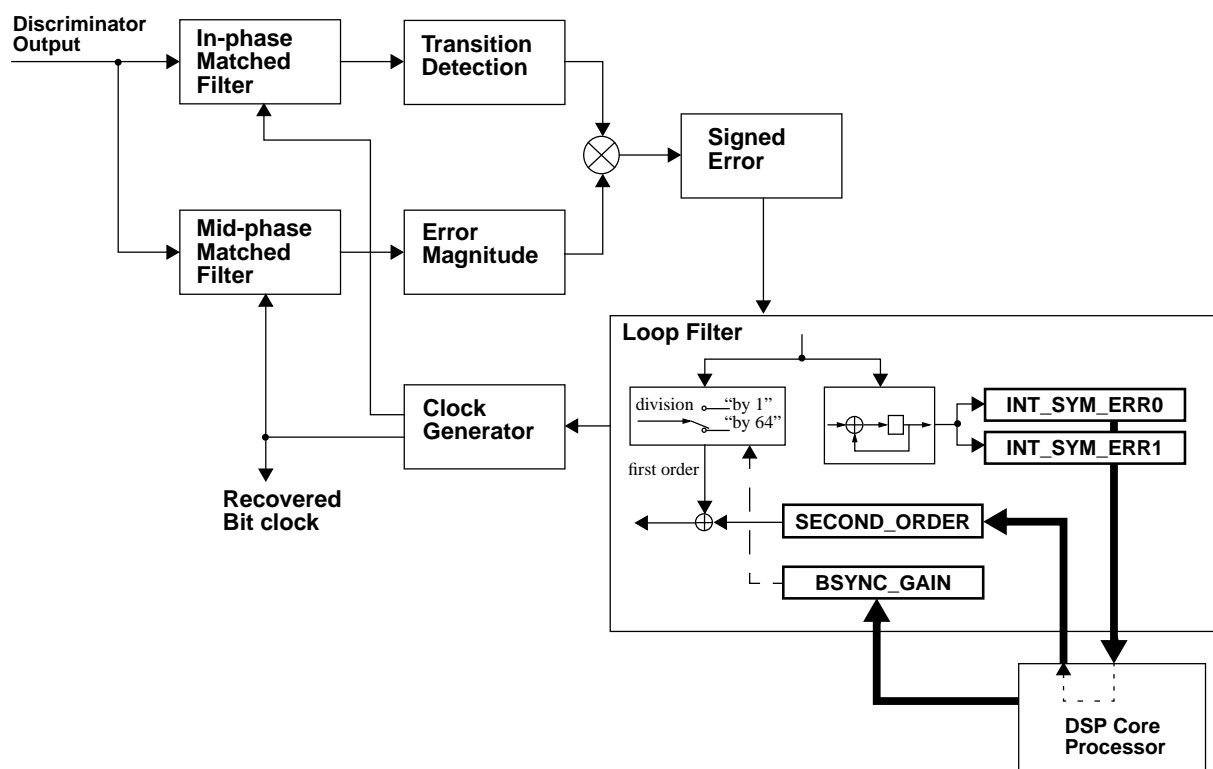 Discriminator
Output
In-phase
Matched
Filter
Transition
Detection
Signed
Error
Mid-phase
Matched
Filter
Error
Magnitude
Loop Filter
Clock
Generator
division
“by 1”
“by 64”
INT_SYM_ERR0
INT_SYM_ERR1
first order
Recovered
Bit clock
SECOND_ORDER
BSYNC_GAIN
DSP Core
Processor